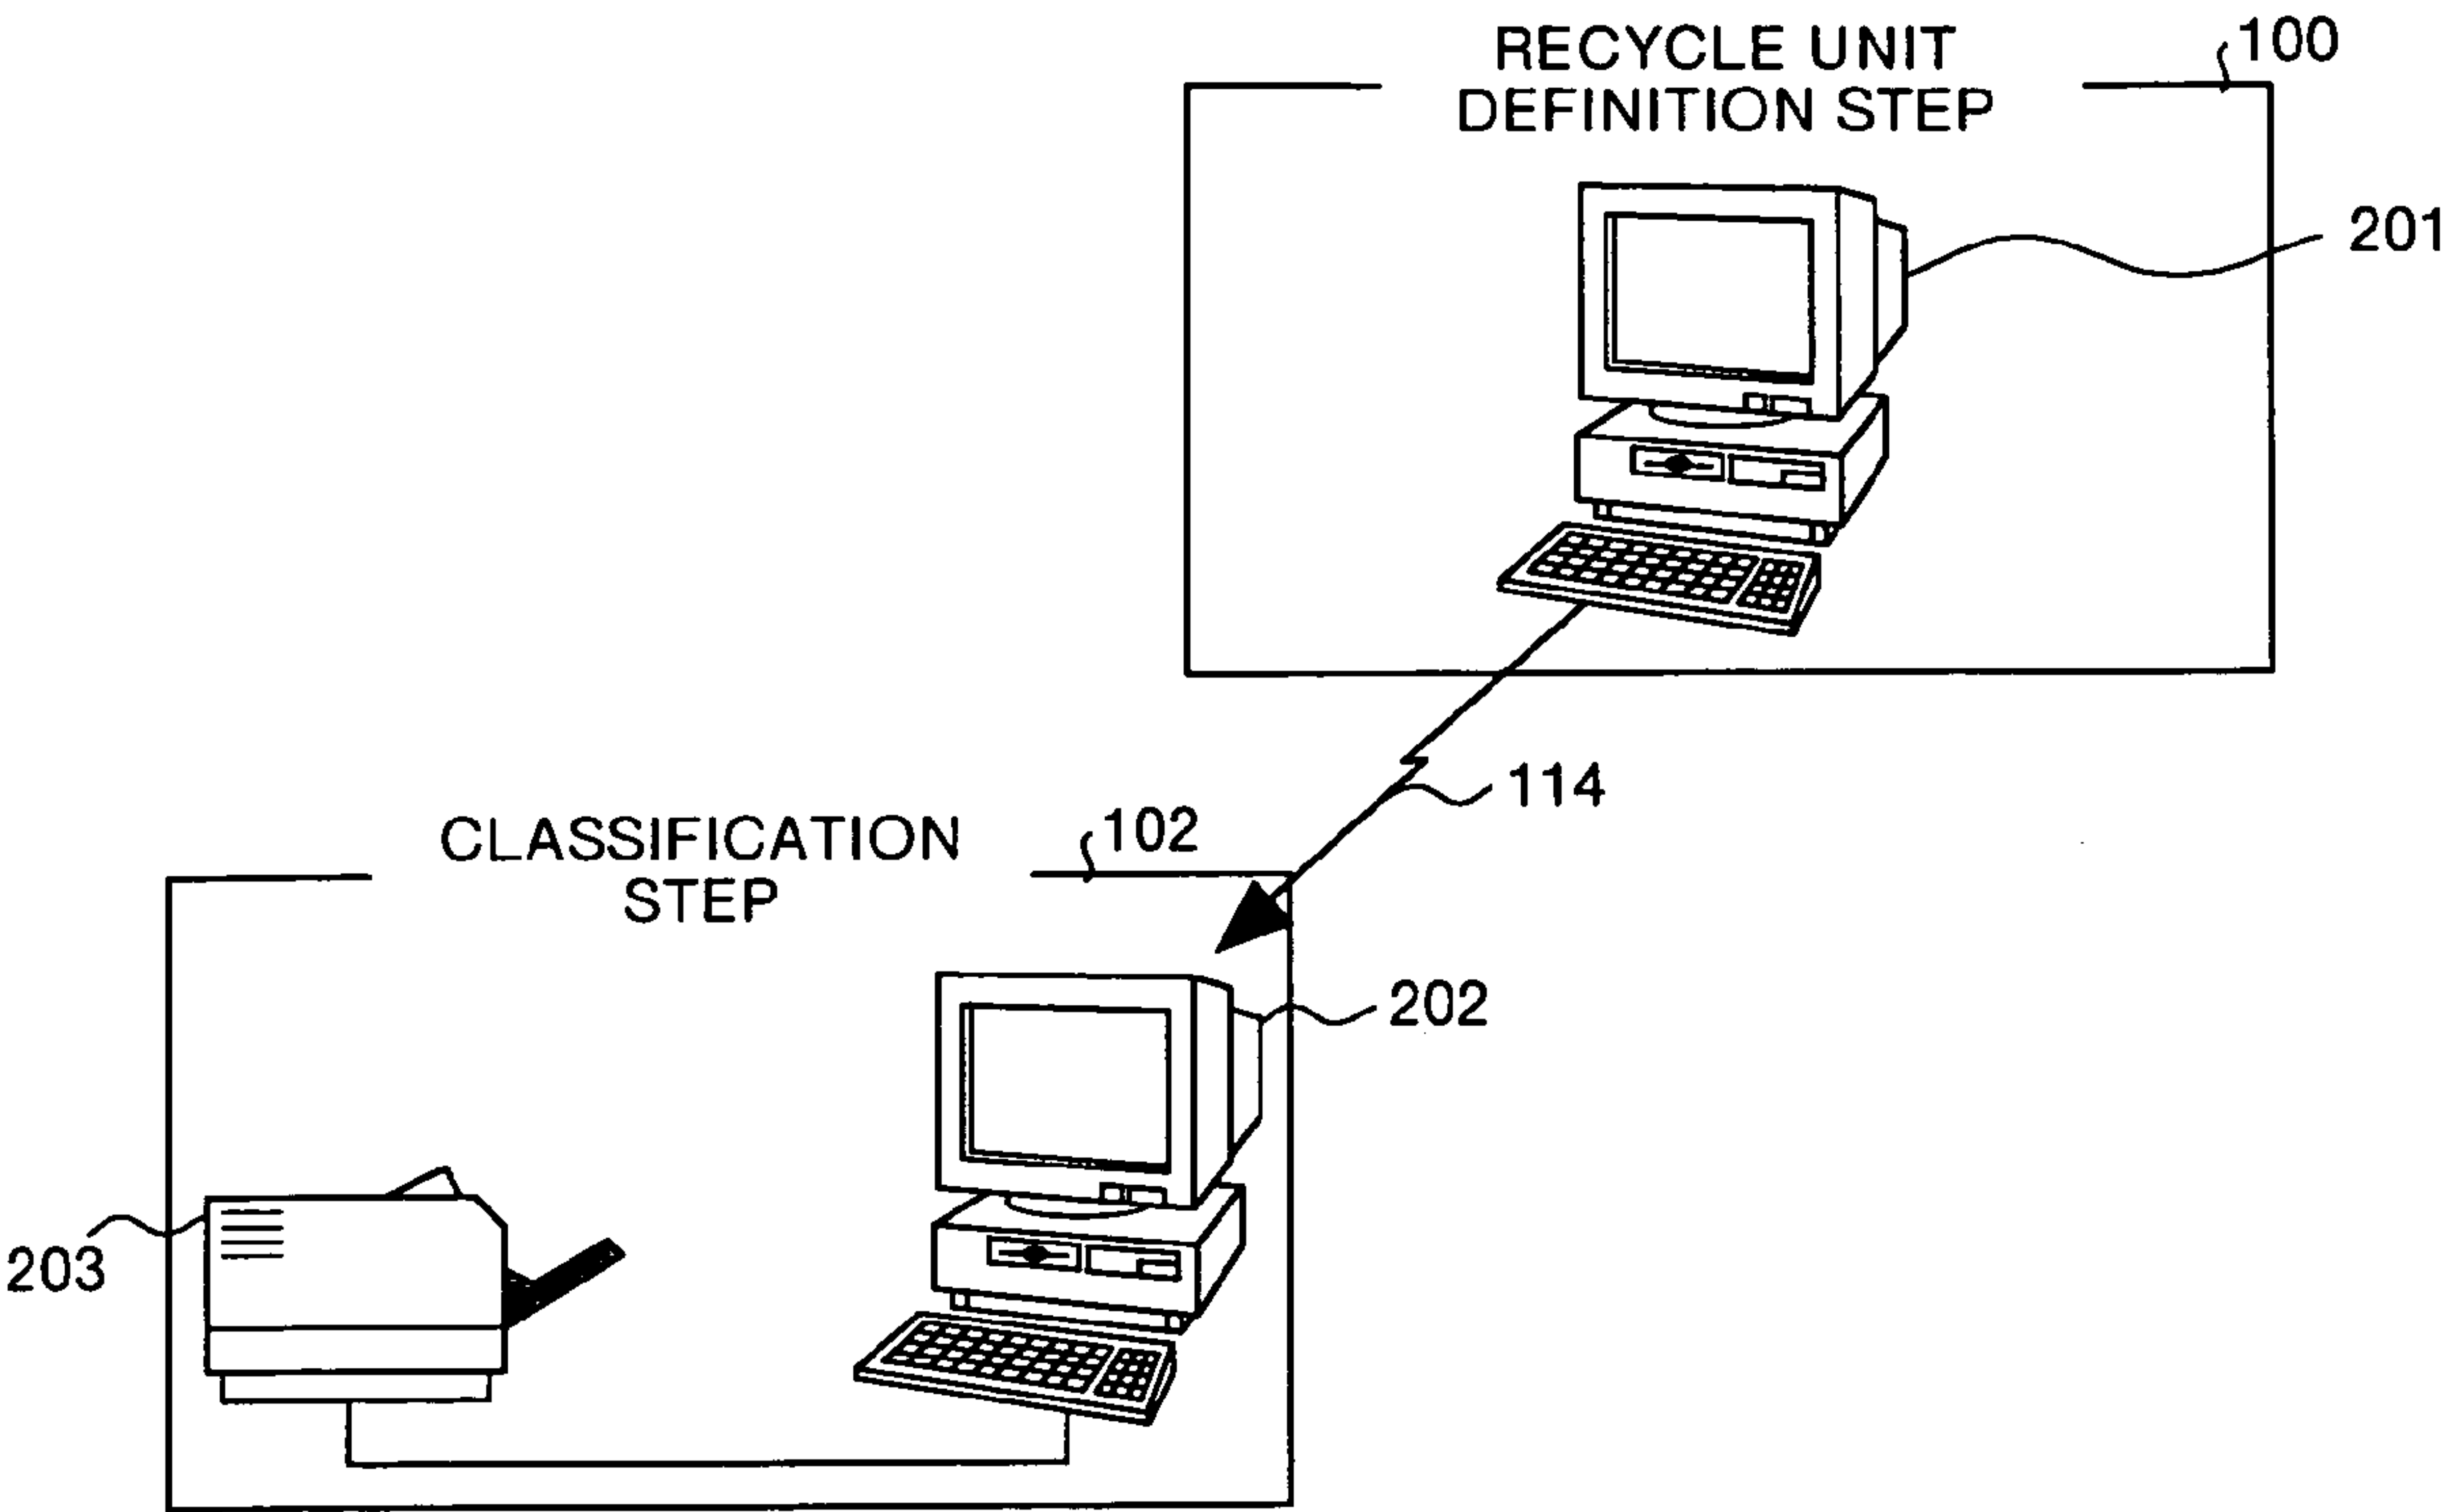 RECYCLE UNIT
DEFINITION STEP
100
201
114
CLASSIFICATION
STEP
102
202
203